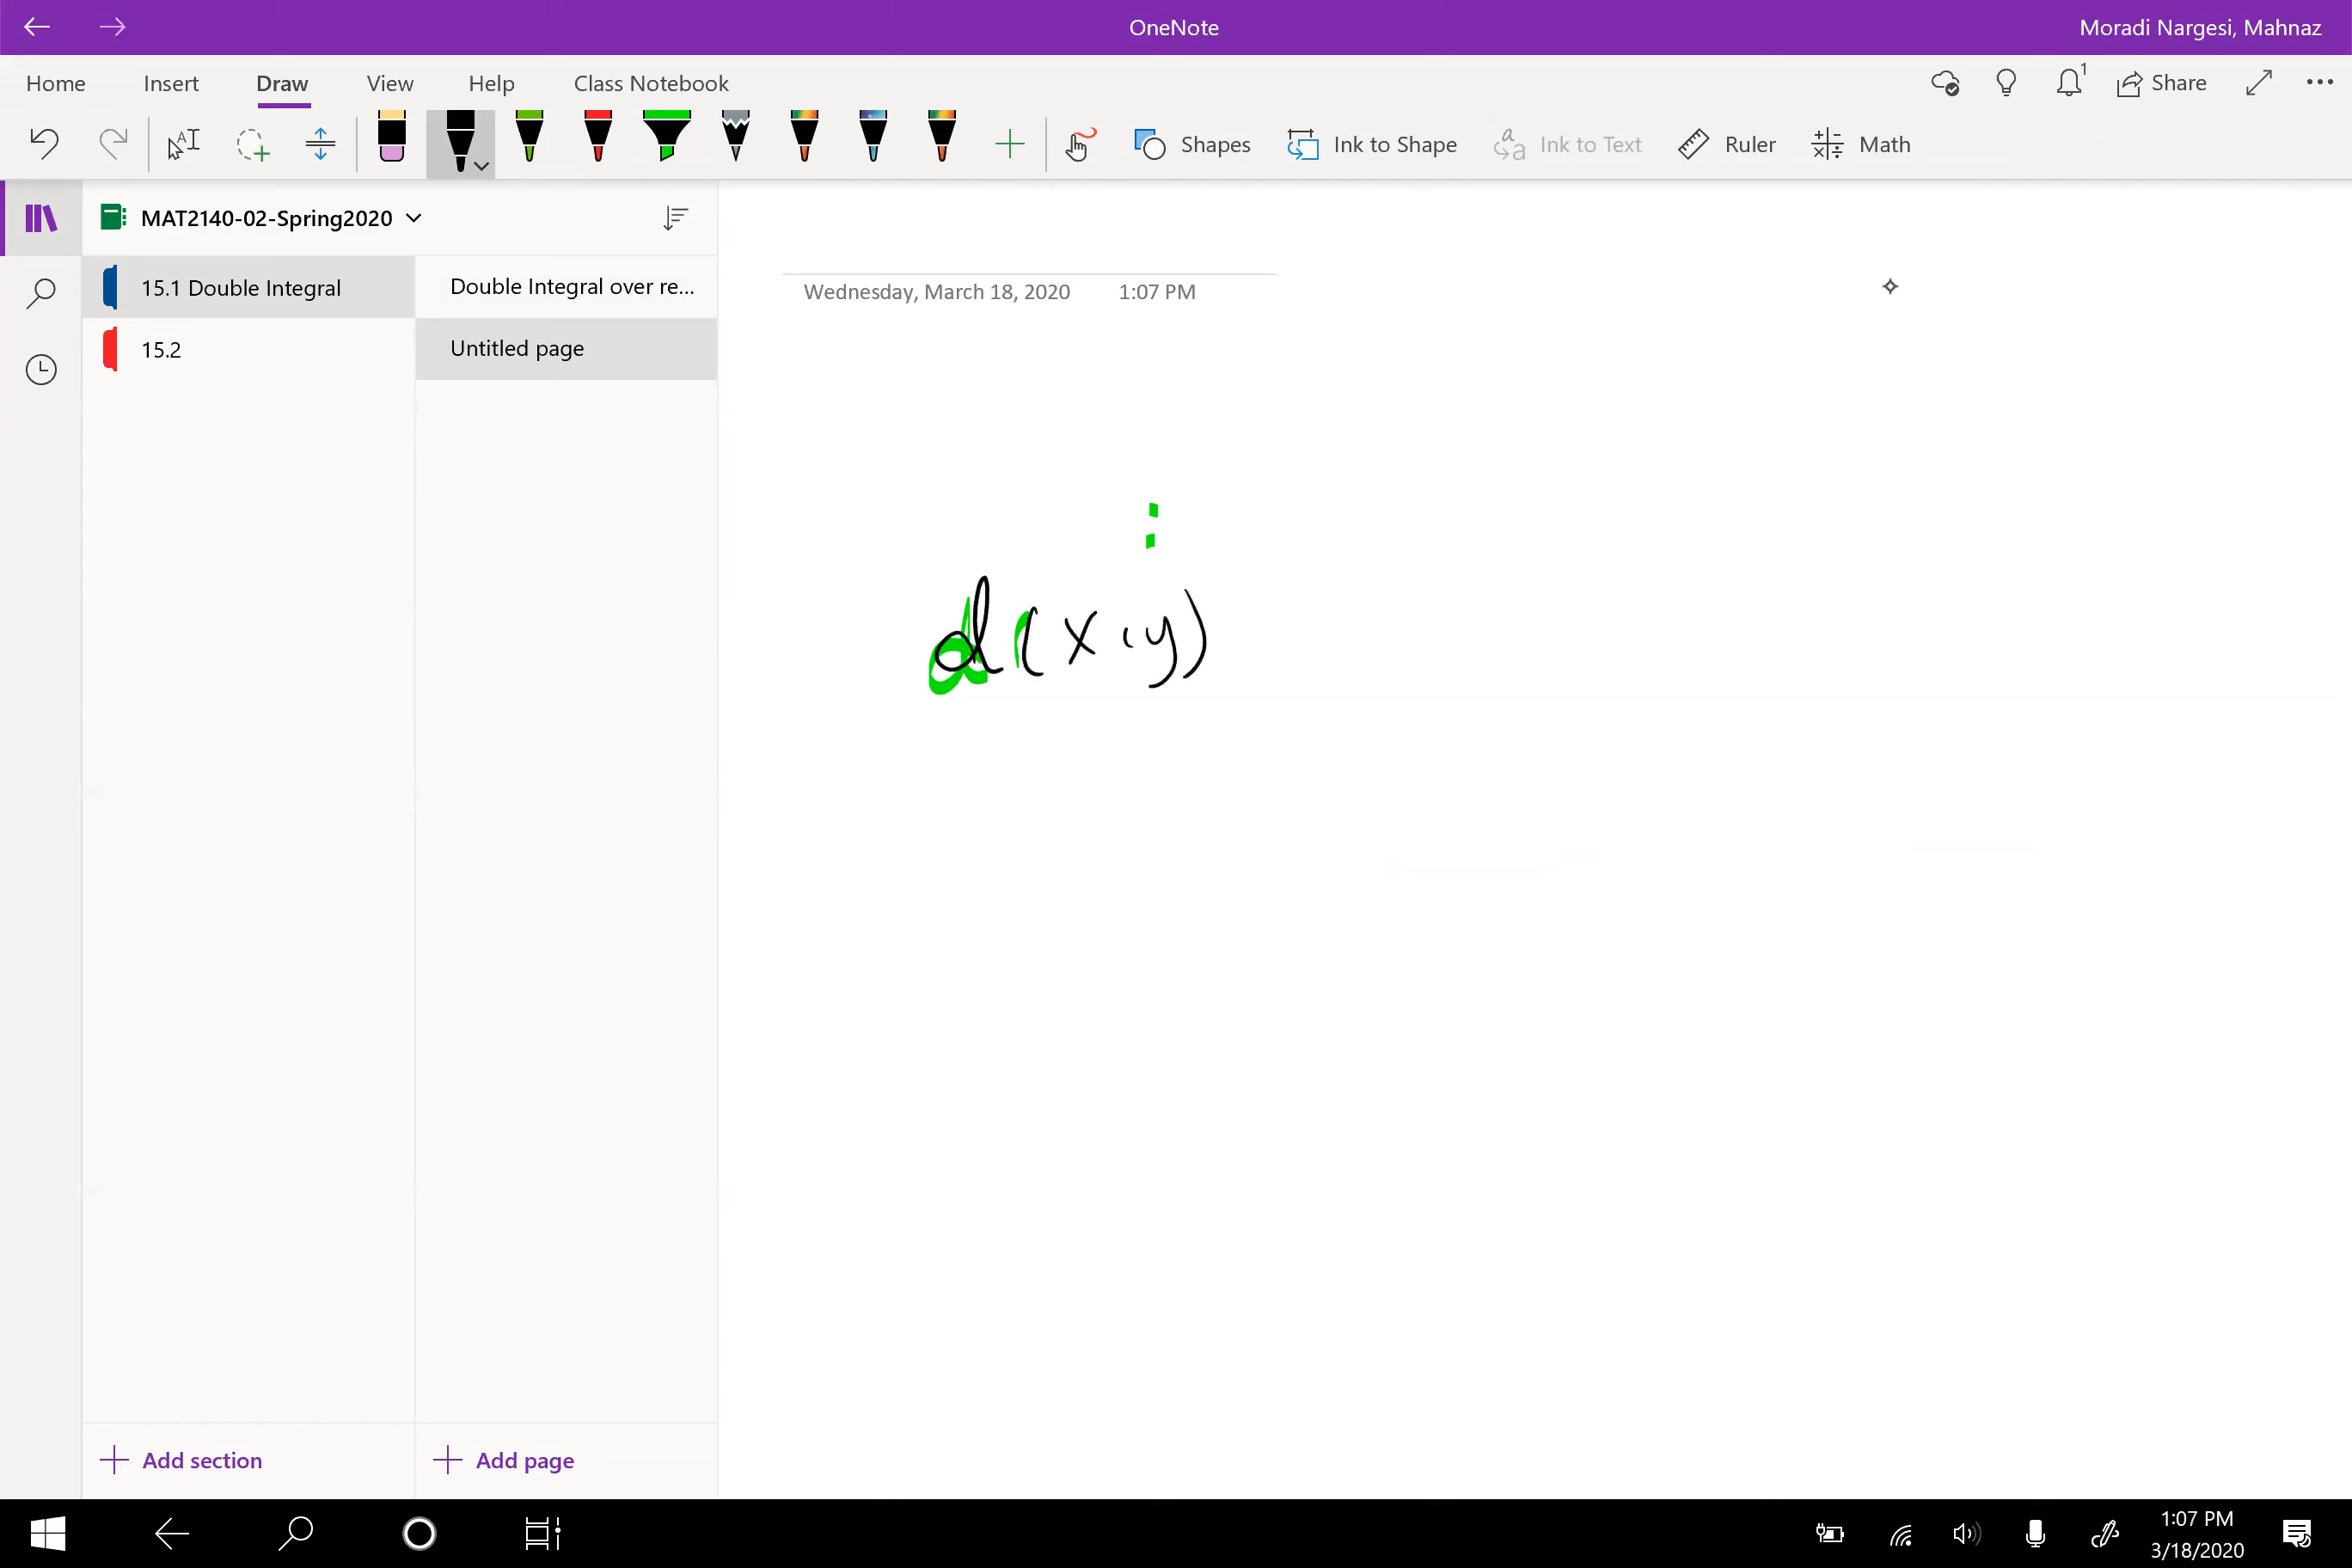 OneNote
Moradi Nargesi, Mahnaz
Home Insert Draw View Help Class Notebook
1 Share
Shapes Ink to Shape Ink to Text Ruler Math
MAT2140-02-Spring2020
15.1 Double Integral
15.2
Double Integral over re...
Untitled page
Wednesday, March 18, 2020 1:07 PM
d(x,y)
Add section
Add page
1:07 PM
3/18/2020